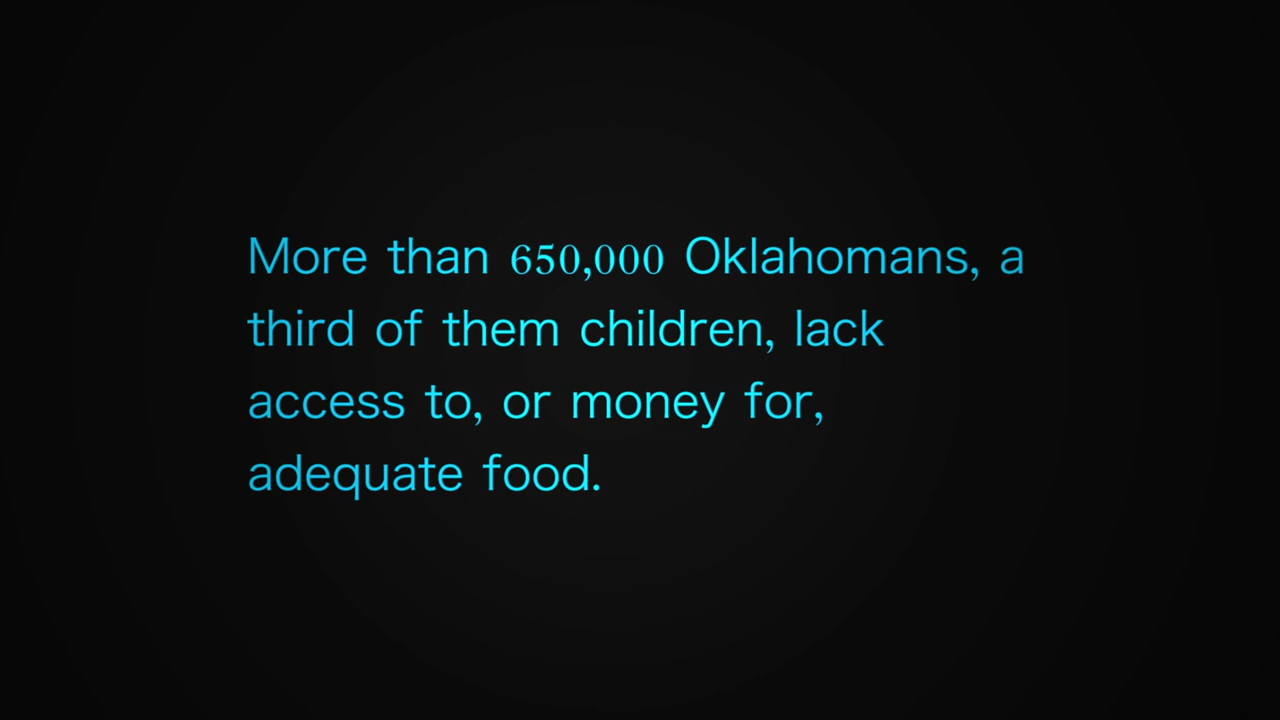 More than 650,000 Oklahomans, a
third of them children, lack
access to, or money for,
adequate food.